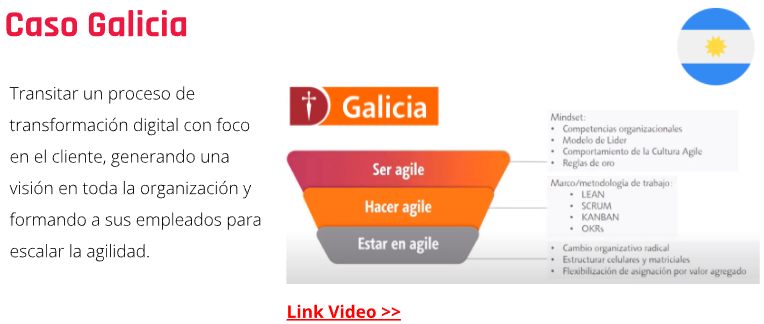 Caso Galicia
Transitar un proceso de
transformación digital con foco
en el cliente, generando una
visión en toda la organización y
formando a sus empleados para
escalar la agilidad.
Galicia
Ser agile
Hacer agile
Estar en agile
Mindset:
• Competencias organizacionales
• Modelo de Lider
• Comportamiento de la Cultura Agile
• Reglas de oro
Marco/metodología de trabajo:
• LEAN
• SCRUM
• KANBAN
• OKRs
• Cambio organizativo radical
• Estructurar celulares y matriciales
• Flexibilización de asignación por valor agregado
Link Video >>